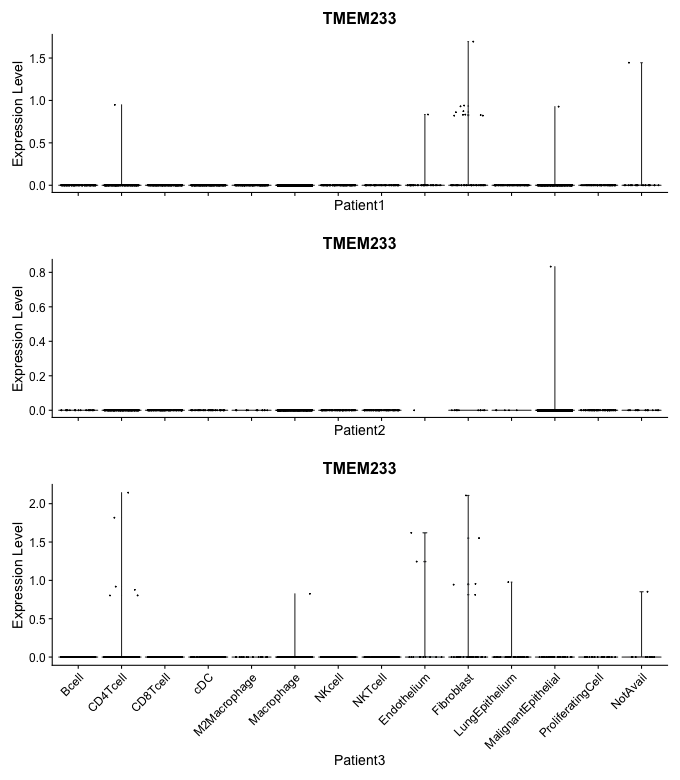 TMEM233
Expression Level
1.5
1.0
0.5
0.0
Patient1
TMEM233
Expression Level
0.8
0.6
0.4
0.2
0.0
Patient2
TMEM233
Expression Level
2.0
1.5
1.0
0.5
0.0
Bcell
CD4Tcell
CD8Tcell
cDC
M2Macrophage
Macrophage
NKcell
NKTcell
Endothelium
Fibroblast
LungEpithelium
MalignantEpithelial
ProliferatingCell
NotAvail
Patient3